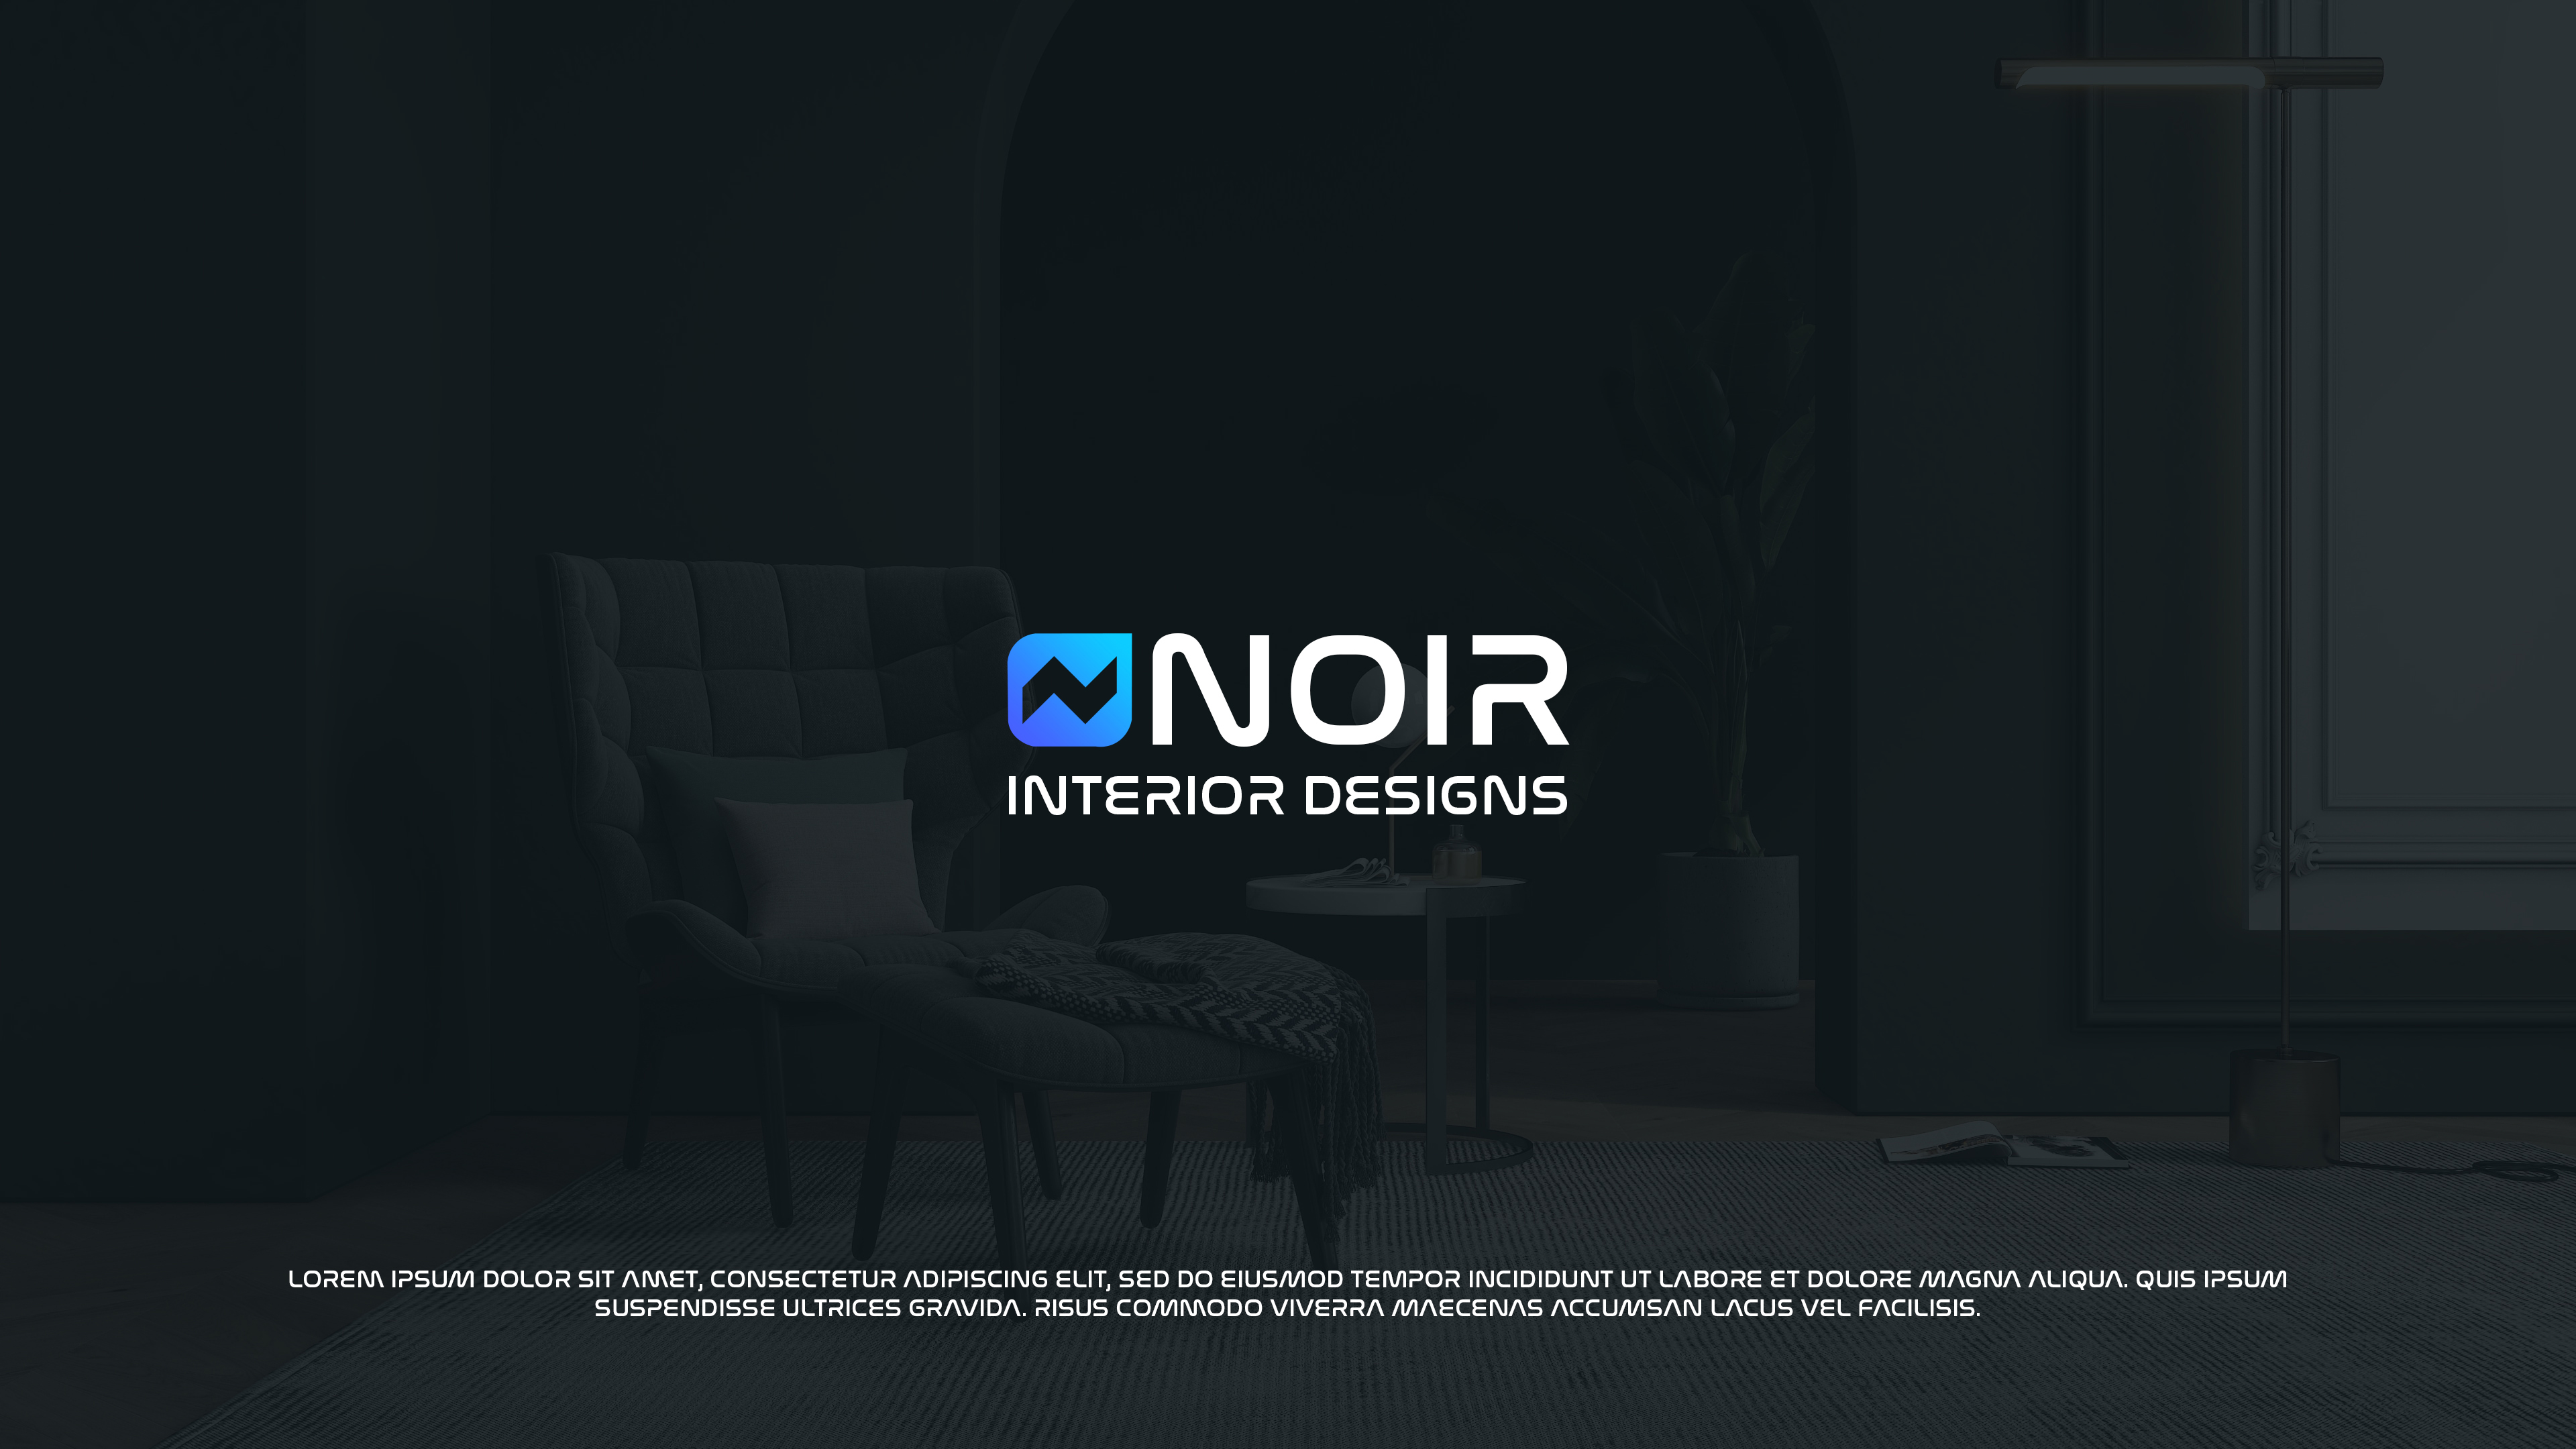 NOIR
INTERIOR DESIGNS
LOREM IPSUM DOLOR SIT AMET, CONSECTETUR ADIPISCING ELIT, SED DO EIUSMOD TEMPOR INCIDIDUNT UT LABORE ET DOLORE MAGNA ALIQUA. QUIS IPSUM
SUSPENDISSE ULTRICES GRAVIDA. RISUS COMMODO VIVERRA MAECENAS ACCUMSAN LACUS VEL FACILISIS.